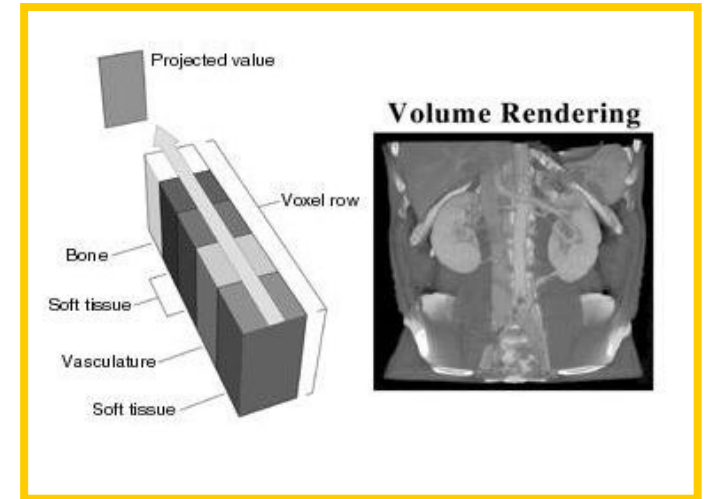 Projected value
Volume Rendering
Voxel row
Bone
Soft tissue
Vasculature
Soft tissue